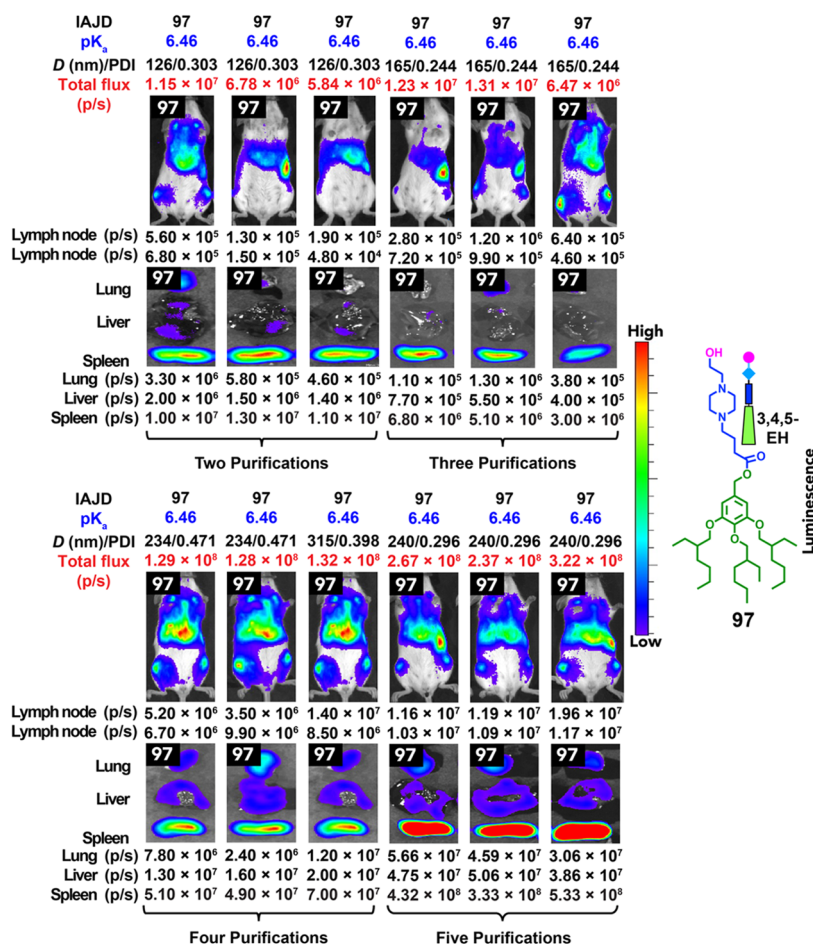 IAJD 97 97 97 97 97 97
pKa 6.46 6.46 6.46 6.46 6.46 6.46
D (nm)/PDI 126/0.303 126/0.303 126/0.303 165/0.244 165/0.244 165/0.244
Total flux 1.15 × 10⁷ 6.78 × 10⁶ 5.84 × 10⁶ 1.23 × 10⁷ 1.31 × 10⁷ 6.47 × 10⁶
(p/s)
97 97 97 97 97 97
Lymph node (p/s) 5.60 × 10⁵ 1.30 × 10⁵ 1.90 × 10⁵ 2.80 × 10⁵ 1.20 × 10⁶ 6.40 × 10⁵
Lymph node (p/s) 6.80 × 10⁵ 1.50 × 10⁵ 4.80 × 10⁴ 7.20 × 10⁵ 9.90 × 10⁵ 4.60 × 10⁵
97 97 97 97 97 97
Lung
Liver
Spleen
Lung (p/s) 3.30 × 10⁶ 5.80 × 10⁵ 4.60 × 10⁵ 1.10 × 10⁵ 1.30 × 10⁶ 3.80 × 10⁵
Liver (p/s) 2.00 × 10⁶ 1.50 × 10⁶ 1.40 × 10⁶ 7.70 × 10⁵ 5.50 × 10⁵ 4.00 × 10⁵
Spleen (p/s) 1.00 × 10⁷ 1.30 × 10⁷ 1.10 × 10⁷ 6.80 × 10⁶ 5.10 × 10⁶ 3.00 × 10⁶
Two Purifications Three Purifications
IAJD 97 97 97 97 97 97
pKa 6.46 6.46 6.46 6.46 6.46 6.46
D (nm)/PDI 234/0.471 234/0.471 315/0.398 240/0.296 240/0.296 240/0.296
Total flux 1.29 × 10⁸ 1.28 × 10⁸ 1.32 × 10⁸ 2.67 × 10⁸ 2.37 × 10⁸ 3.22 × 10⁸
(p/s)
97 97 97 97 97 97
Lymph node (p/s) 5.20 × 10⁶ 3.50 × 10⁶ 1.40 × 10⁷ 1.16 × 10⁷ 1.19 × 10⁷ 1.96 × 10⁷
Lymph node (p/s) 6.70 × 10⁶ 9.90 × 10⁶ 8.50 × 10⁶ 1.03 × 10⁷ 1.09 × 10⁷ 1.17 × 10⁷
97 97 97 97 97 97
Lung
Liver
Spleen
Lung (p/s) 7.80 × 10⁶ 2.40 × 10⁶ 1.20 × 10⁷ 5.66 × 10⁷ 4.59 × 10⁷ 3.06 × 10⁷
Liver (p/s) 1.30 × 10⁷ 1.60 × 10⁷ 2.00 × 10⁷ 4.75 × 10⁷ 5.06 × 10⁷ 3.86 × 10⁷
Spleen (p/s) 5.10 × 10⁷ 4.90 × 10⁷ 7.00 × 10⁷ 4.32 × 10⁸ 3.33 × 10⁸ 5.33 × 10⁸
Four Purifications Five Purifications
High
Low
Luminescence
OH
N
N
3,4,5-
EH
O
O
O
O
O
97